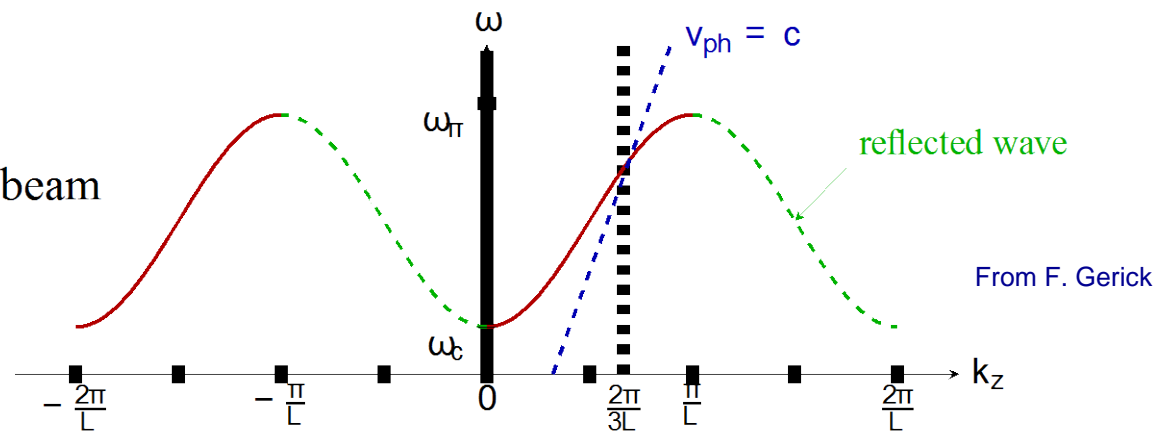 ω
v_ph = c
ω_π
reflected wave
beam
From F. Gerick
ω_c
k_z
- 2π/L
- π/L
0
2π/3L
π/L
2π/L